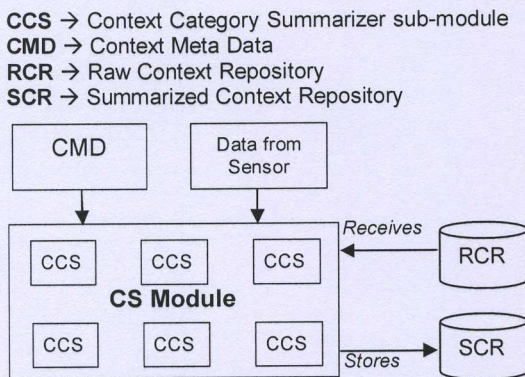 CCS → Context Category Summarizer sub-module
CMD → Context Meta Data
RCR → Raw Context Repository
SCR → Summarized Context Repository
CMD
Data from
Sensor
Receives
CCS CCS CCS
RCR
CS Module
CCS CCS CCS
SCR
Stores